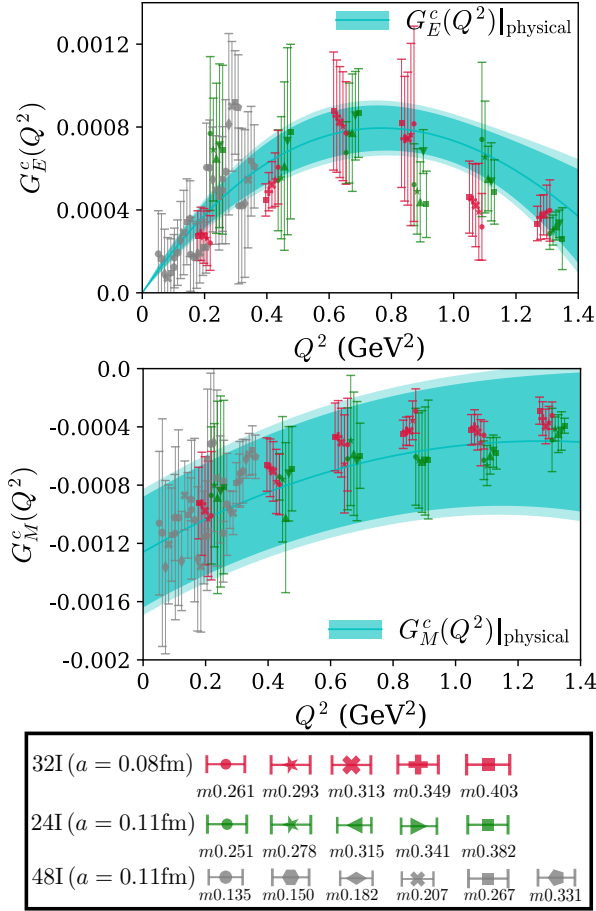 G_E^c(Q^2)|_physical
G_E^c(Q^2)
0.0012
0.0008
0.0004
0.0
0.0 0.2 0.4 0.6 0.8 1.0 1.2 1.4
Q^2 (GeV^2)
0.0
-0.0004
-0.0008
-0.0012
-0.0016
-0.002
G_M^c(Q^2)
G_M^c(Q^2)|_physical
0.0 0.2 0.4 0.6 0.8 1.0 1.2 1.4
Q^2 (GeV^2)
32I (a = 0.08fm)
m0.261 m0.293 m0.313 m0.349 m0.403
24I (a = 0.11fm)
m0.251 m0.278 m0.315 m0.341 m0.382
48I (a = 0.11fm)
m0.135 m0.150 m0.182 m0.207 m0.267 m0.331